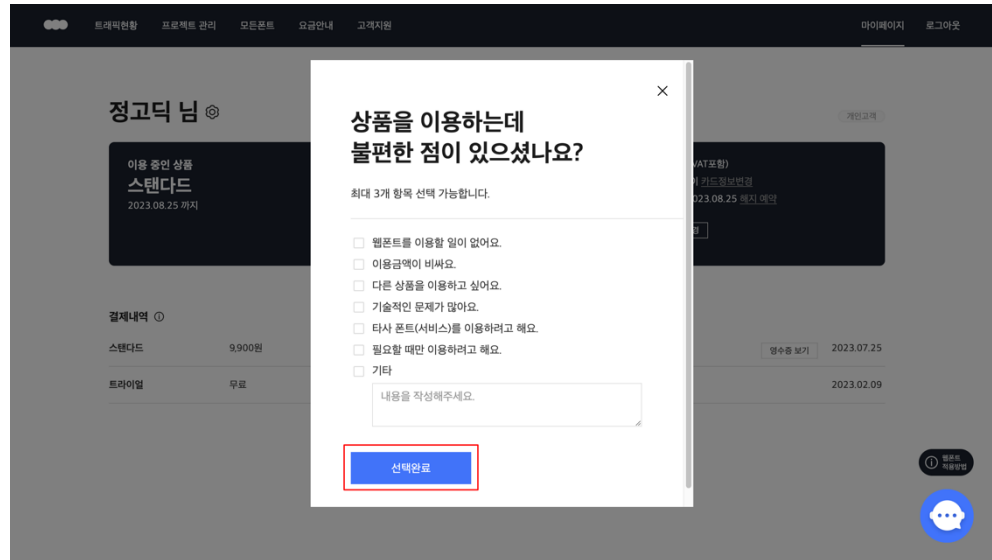 트래픽현황 프로젝트 관리 모든폰트 요금안내 고객지원 마이페이지 로그아웃
정고딕 님
개인고객
이용 중인 상품
스탠다드
2023.08.25 까지
VAT포함)
카드정보변경
023.08.25 해지 예약
상품을 이용하는데
불편한 점이 있으셨나요?
최대 3개 항목 선택 가능합니다.
웹폰트를 이용할 일이 없어요.
이용금액이 비싸요.
다른 상품을 이용하고 싶어요.
기술적인 문제가 많아요.
타사 폰트(서비스)를 이용하려고 해요.
필요할 때만 이용하려고 해요.
기타
내용을 작성해주세요.
선택완료
결제내역
스탠다드 9,900원 영수증 보기 2023.07.25
트라이얼 무료 2023.02.09
웹폰트
적용방법